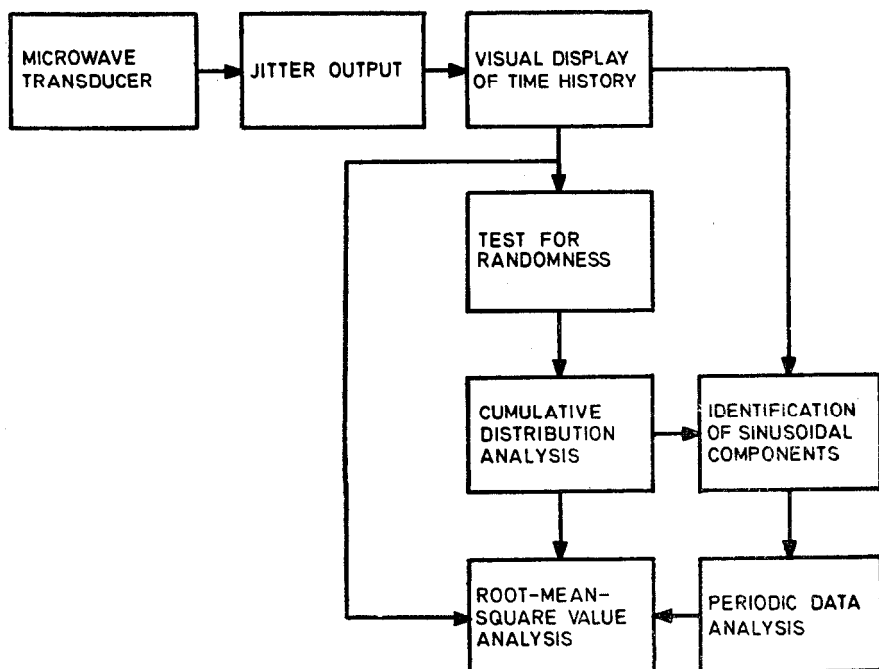 MICROWAVE
TRANSDUCER
JITTER OUTPUT
VISUAL DISPLAY
OF TIME HISTORY
TEST FOR
RANDOMNESS
CUMULATIVE
DISTRIBUTION
ANALYSIS
IDENTIFICATION
OF SINUSOIDAL
COMPONENTS
ROOT-MEAN-
SQUARE VALUE
ANALYSIS
PERIODIC DATA
ANALYSIS